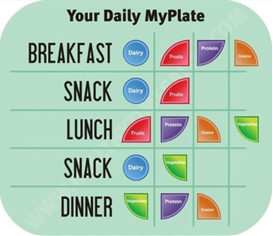 Your Daily MyPlate
BREAKFAST Dairy Fruits Protein Grains
SNACK Dairy Fruits
LUNCH Fruits Protein Grains Vegetables
SNACK Dairy Vegetables
DINNER Vegetables Protein Grains